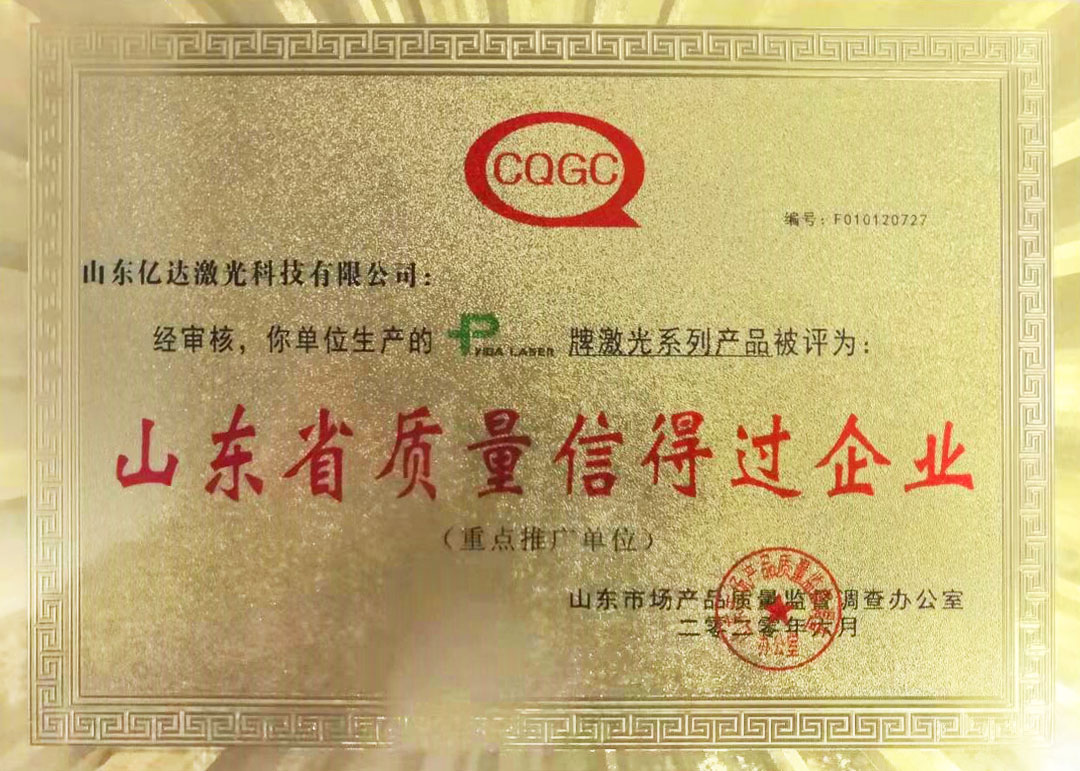 CQGC
编号：F010120727
山东亿达激光科技有限公司：
经审核，你单位生产的 YIDA LASER 牌激光系列产品被评为：
山东省质量信得过企业
（重点推广单位）
山东市场产品质量监督调查办公室
二零二零年六月
办公室